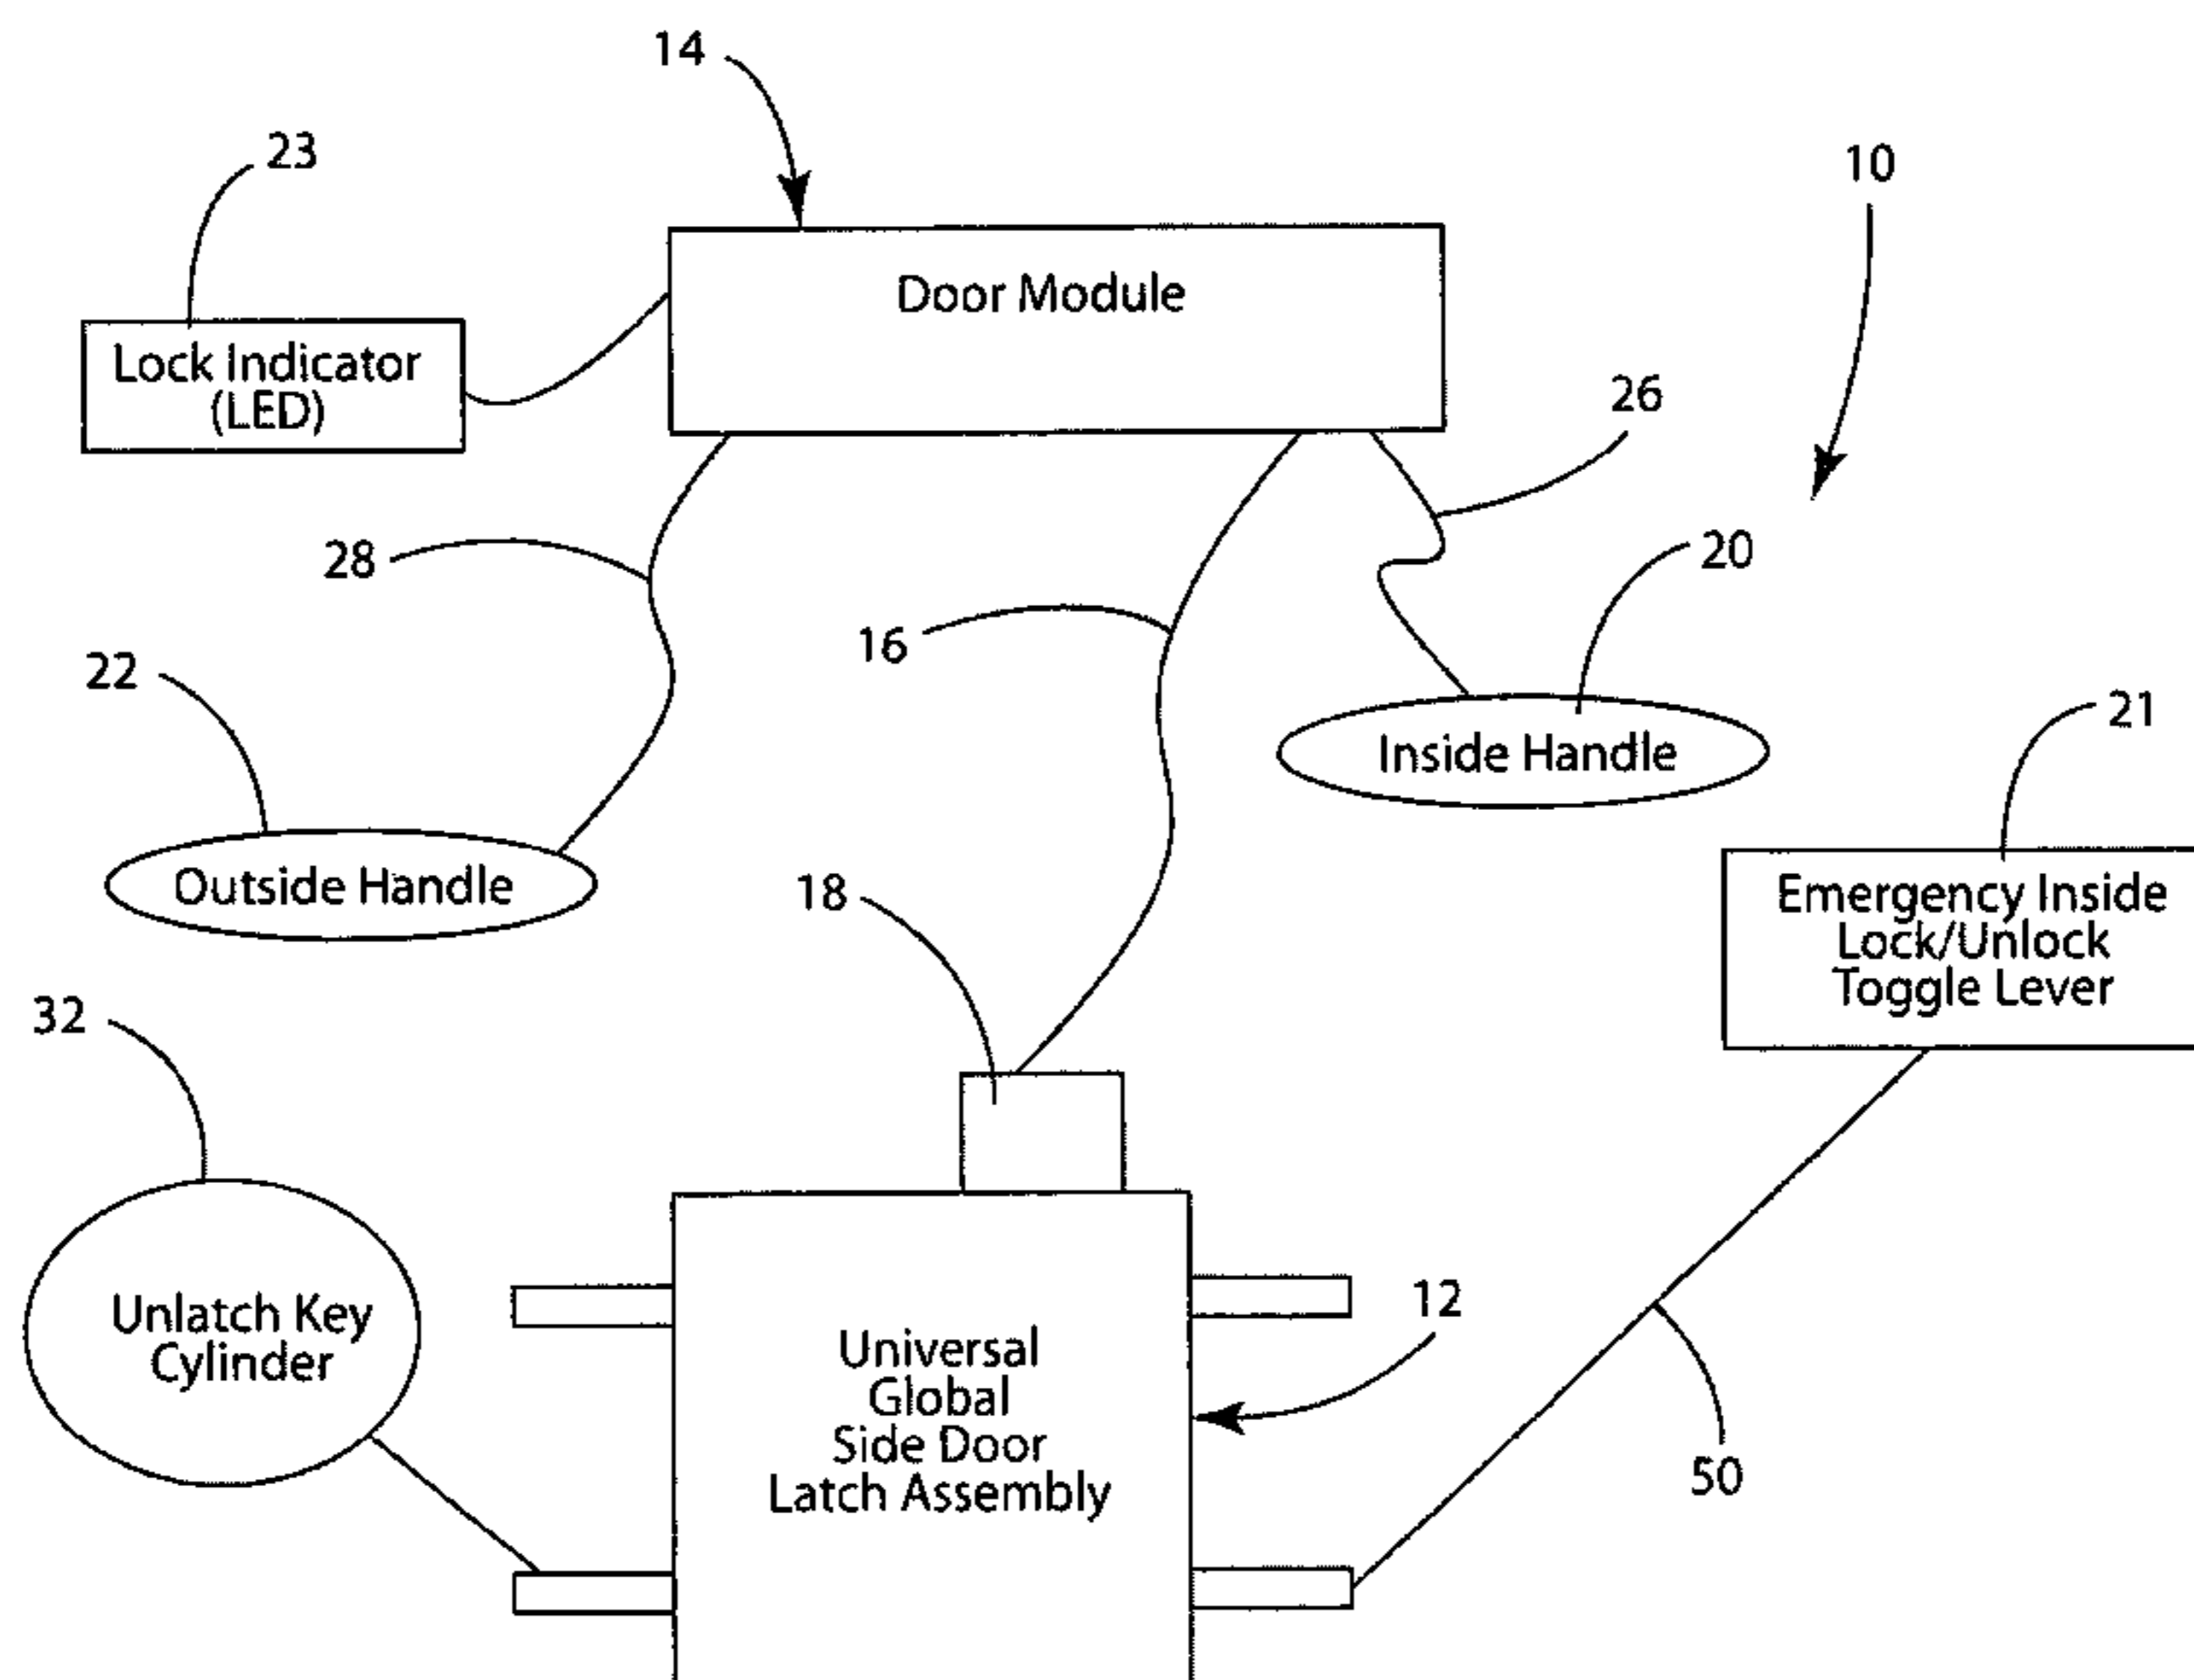 14
23
10
Door Module
Lock Indicator
(LED)
26
28
20
16
22
21
Inside Handle
Outside Handle
18
Emergency Inside
Lock/Unlock
Toggle Lever
32
12
Unlatch Key
Cylinder
Universal
Global
Side Door
Latch Assembly
50